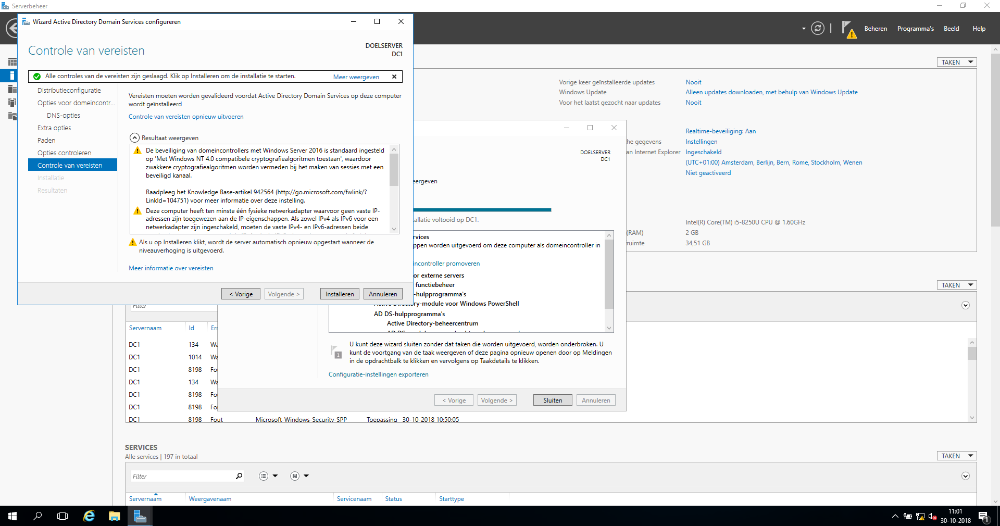 Serverbeheer
Beheren
Programma's
Beeld
Help
Wizard Active Directory Domain Services configureren
Controle van vereisten
DOELSERVER
DC1
Alle controles van de vereisten zijn geslaagd. Klik op Installeren om de installatie te starten.
Meer weergeven
Distributieconfiguratie
Opties voor domeincontr...
DNS-opties
Extra opties
Paden
Opties controleren
Controle van vereisten
Installatie
Resultaten
Vereisten moeten worden gevalideerd voordat Active Directory Domain Services op deze computer
wordt geïnstalleerd
Controle van vereisten opnieuw uitvoeren
Resultaat weergeven
De beveiliging van domeincontrollers met Windows Server 2016 is standaard ingesteld
op 'Met Windows NT 4.0 compatibele cryptografiealgoritmen toestaan', waardoor
zwakkere cryptografiealgoritmen worden vermeden bij het maken van sessies met een
beveiligd kanaal.
Raadpleeg het Knowledge Base-artikel 942564 (http://go.microsoft.com/fwlink/?
LinkId=104751) voor meer informatie over deze instelling.
Deze computer heeft ten minste één fysieke netwerkadapter waarvoor geen vaste IP-
adressen zijn toegewezen aan de IP-eigenschappen. Als zowel IPv4 als IPv6 voor een
netwerkadapter zijn ingeschakeld, moeten de vaste IPv4- en IPv6-adressen beide
Als u op Installeren klikt, wordt de server automatisch opnieuw opgestart wanneer de
niveauverhoging is uitgevoerd.
Meer informatie over vereisten
< Vorige
Volgende >
Installeren
Annuleren
TAKEN
Vorige keer geïnstalleerde updates
Nooit
Windows Update
Alleen updates downloaden, met behulp van Windows Update
Voor het laatst gezocht naar updates
Nooit
Realtime-beveiliging: Aan
che gegevens
Instellingen
an Internet Explorer
Ingeschakeld
(UTC+01:00) Amsterdam, Berlijn, Bern, Rome, Stockholm, Wenen
Niet geactiveerd
Intel(R) Core(TM) i5-8250U CPU @ 1.60GHz
(RAM)
2 GB
fruimte
34,51 GB
DOELSERVER
DC1
eergeven
tallatie voltooid op DC1.
rvices
ppen worden uitgevoerd om deze computer als domeincontroller in
incontroller promoveren
or externe servers
functiebeheer
-hulpprogramma's
Active Directory-module voor Windows PowerShell
AD DS-hulpprogramma's
Active Directory-beheercentrum
U kunt deze wizard sluiten zonder dat taken die worden uitgevoerd, worden onderbroken. U
kunt de voortgang van de taak weergeven of deze pagina opnieuw openen door op Meldingen
in de opdrachtbalk te klikken en vervolgens op Taakdetails te klikken.
1
Configuratie-instellingen exporteren
< Vorige
Volgende >
Sluiten
Annuleren
TAKEN
Filter
Servernaam Id Er
DC1 134 Wa
DC1 1014 Wa
DC1 8198 Fo
DC1 134 Wa
DC1 8198 Fo
DC1 8198 Fo
DC1 8198 Fout Microsoft-Windows-Security-SPP Toepassing 30-10-2018 10:50:05
SERVICES
Alle services | 197 in totaal
TAKEN
Filter
Servernaam Weergavenaam Servicenaam Status Starttype
11:01
30-10-2018
1